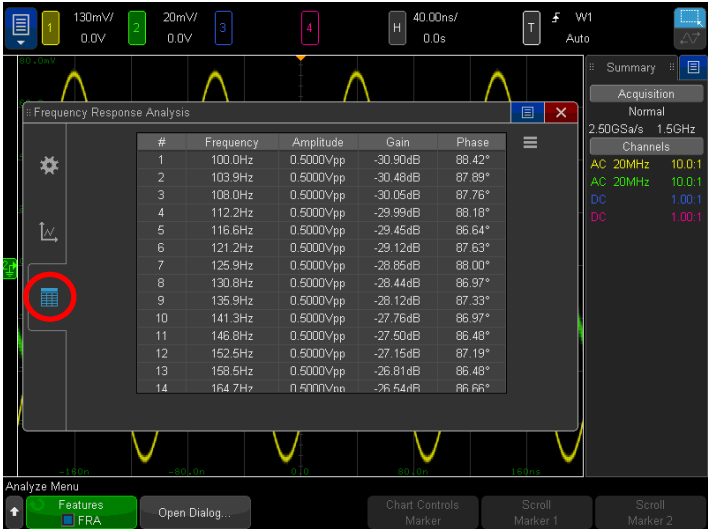 1 130mV/ 0.0V 2 20mV/ 0.0V 3 4 H 40.00ns/ 0.0s T W1 Auto
80.0mV
Summary
Acquisition
Normal
2.50GSa/s 1.5GHz
Channels
AC 20MHz 10.0:1
AC 20MHz 10.0:1
DC 1.00:1
DC 1.00:1
Frequency Response Analysis
# Frequency Amplitude Gain Phase
1 100.0Hz 0.5000Vpp -30.90dB 88.42°
2 103.9Hz 0.5000Vpp -30.48dB 87.89°
3 108.0Hz 0.5000Vpp -30.05dB 87.76°
4 112.2Hz 0.5000Vpp -29.99dB 88.18°
5 116.6Hz 0.5000Vpp -29.45dB 86.64°
6 121.2Hz 0.5000Vpp -29.12dB 87.63°
7 125.9Hz 0.5000Vpp -28.85dB 88.00°
8 130.8Hz 0.5000Vpp -28.44dB 86.97°
9 135.9Hz 0.5000Vpp -28.12dB 87.33°
10 141.3Hz 0.5000Vpp -27.76dB 86.97°
11 146.8Hz 0.5000Vpp -27.50dB 86.48°
12 152.5Hz 0.5000Vpp -27.15dB 87.19°
13 158.5Hz 0.5000Vpp -26.81dB 86.48°
14 164.7Hz 0.5000Vpp -26.54dB 86.66°
2
-160n -80.0n 0.0 80.0n 160ns
Analyze Menu
Features
FRA
Open Dialog...
Chart Controls
Marker
Scroll
Marker 1
Scroll
Marker 2